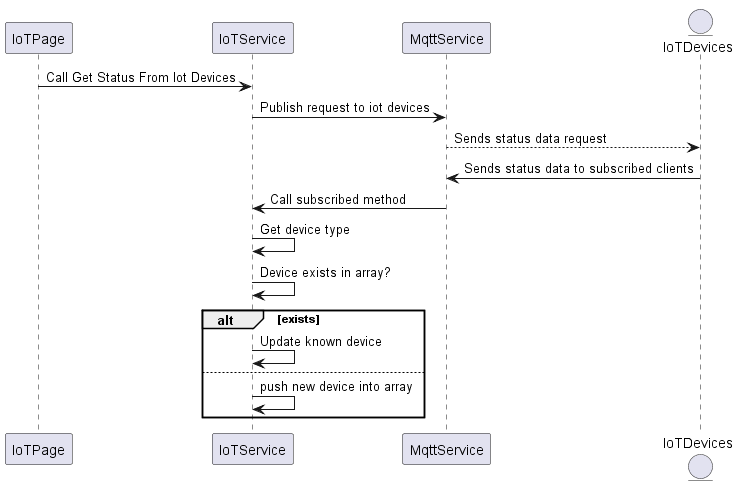 IoTPage
IoTService
MqttService
IoTDevices
Call Get Status From Iot Devices
Publish request to iot devices
Sends status data request
Sends status data to subscribed clients
Call subscribed method
Get device type
Device exists in array?
alt [exists]
Update known device
push new device into array
IoTPage
IoTService
MqttService
IoTDevices